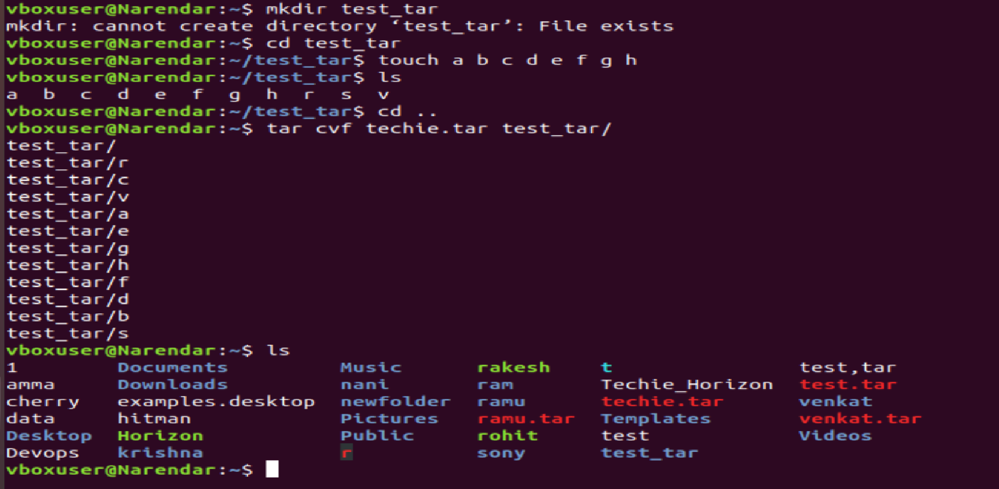 vboxuser@Narendar:~$ mkdir test_tar
mkdir: cannot create directory ‘test_tar’: File exists
vboxuser@Narendar:~$ cd test_tar
vboxuser@Narendar:~/test_tar$ touch a b c d e f g h
vboxuser@Narendar:~/test_tar$ ls
a b c d e f g h r s v
vboxuser@Narendar:~/test_tar$ cd ..
vboxuser@Narendar:~$ tar cvf techie.tar test_tar/
test_tar/
test_tar/r
test_tar/c
test_tar/v
test_tar/a
test_tar/e
test_tar/g
test_tar/h
test_tar/f
test_tar/d
test_tar/b
test_tar/s
vboxuser@Narendar:~$ ls
1 Documents Music rakesh t test,tar
amma Downloads nani ram Techie_Horizon test.tar
cherry examples.desktop newfolder ramu techie.tar venkat
data hitman Pictures ramu.tar Templates venkat.tar
Desktop Horizon Public rohit test Videos
Devops krishna r sony test_tar
vboxuser@Narendar:~$